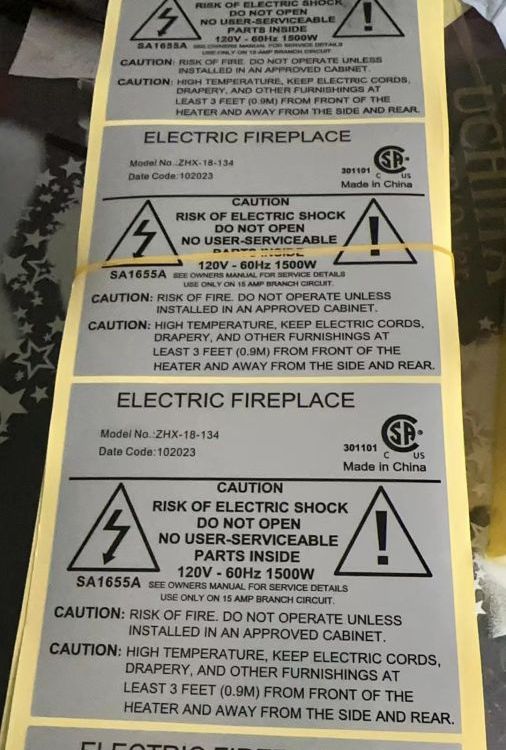 RISK OF ELECTRIC SHOCK
DO NOT OPEN
NO USER-SERVICEABLE
PARTS INSIDE
120V - 60Hz 1500W
SA1655A SEE OWNERS MANUAL FOR SERVICE DETAILS
USE ONLY ON 15 AMP BRANCH CIRCUIT.
CAUTION: RISK OF FIRE. DO NOT OPERATE UNLESS
INSTALLED IN AN APPROVED CABINET.
CAUTION: HIGH TEMPERATURE, KEEP ELECTRIC CORDS,
DRAPERY, AND OTHER FURNISHINGS AT
LEAST 3 FEET (0.9M) FROM FRONT OF THE
HEATER AND AWAY FROM THE SIDE AND REAR.
ELECTRIC FIREPLACE
Model No.:ZHX-18-134
Date Code:102023
301101 C SA US
Made in China
CAUTION
RISK OF ELECTRIC SHOCK
DO NOT OPEN
NO USER-SERVICEABLE
PARTS INSIDE
120V - 60Hz 1500W
SA1655A SEE OWNERS MANUAL FOR SERVICE DETAILS
USE ONLY ON 15 AMP BRANCH CIRCUIT.
CAUTION: RISK OF FIRE. DO NOT OPERATE UNLESS
INSTALLED IN AN APPROVED CABINET.
CAUTION: HIGH TEMPERATURE, KEEP ELECTRIC CORDS,
DRAPERY, AND OTHER FURNISHINGS AT
LEAST 3 FEET (0.9M) FROM FRONT OF THE
HEATER AND AWAY FROM THE SIDE AND REAR.
ELECTRIC FIREPLACE
Model No.:ZHX-18-134
Date Code:102023
301101 C SA US
Made in China
CAUTION
RISK OF ELECTRIC SHOCK
DO NOT OPEN
NO USER-SERVICEABLE
PARTS INSIDE
120V - 60Hz 1500W
SA1655A SEE OWNERS MANUAL FOR SERVICE DETAILS
USE ONLY ON 15 AMP BRANCH CIRCUIT.
CAUTION: RISK OF FIRE. DO NOT OPERATE UNLESS
INSTALLED IN AN APPROVED CABINET.
CAUTION: HIGH TEMPERATURE, KEEP ELECTRIC CORDS,
DRAPERY, AND OTHER FURNISHINGS AT
LEAST 3 FEET (0.9M) FROM FRONT OF THE
HEATER AND AWAY FROM THE SIDE AND REAR.